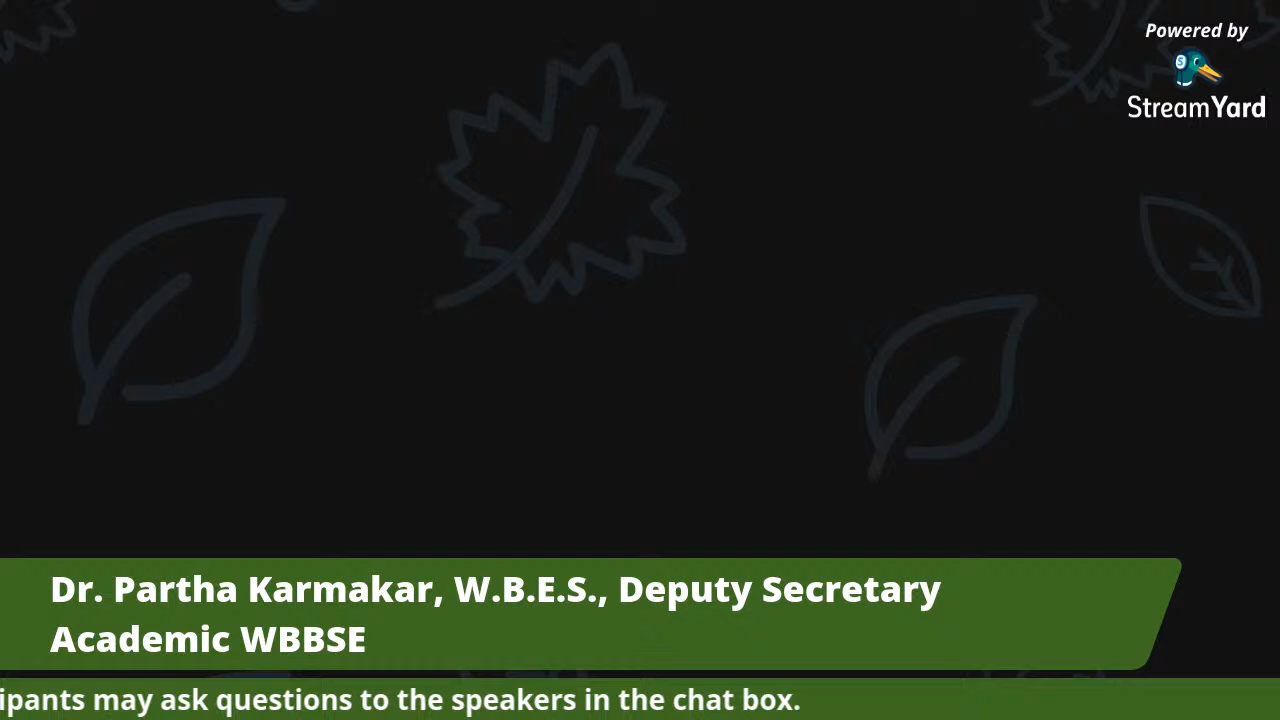 Powered by
StreamYard
Dr. Partha Karmakar, W.B.E.S., Deputy Secretary
Academic WBBSE
ipants may ask questions to the speakers in the chat box.